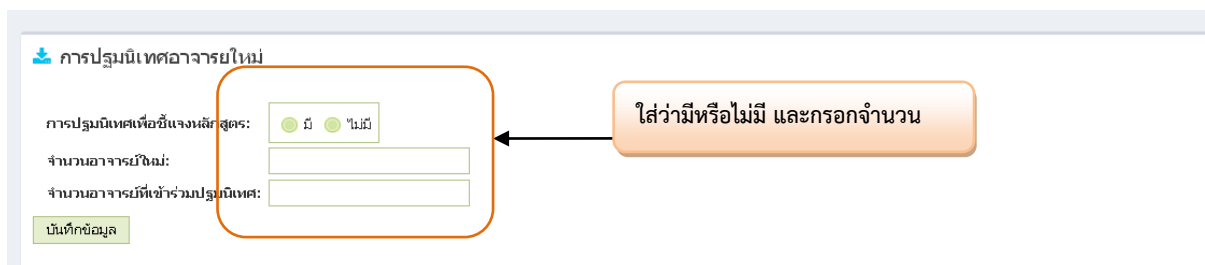 การปฐมนิเทศอาจารย์ใหม่
การปฐมนิเทศเพื่อชี้แจงหลักสูตร: มี ไม่มี
จำนวนอาจารย์ใหม่:
จำนวนอาจารย์ที่เข้าร่วมปฐมนิเทศ:
บันทึกข้อมูล
ใส่ว่ามีหรือไม่มี และกรอกจำนวน